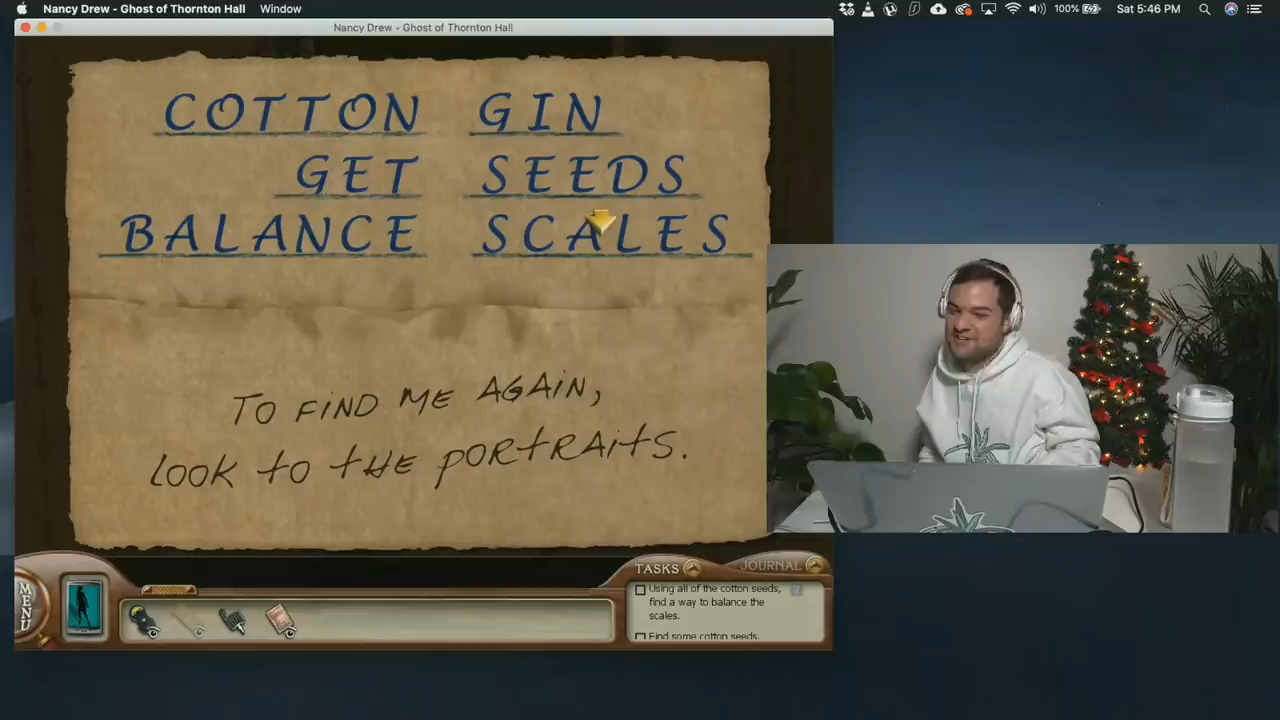 Nancy Drew - Ghost of Thornton Hall Window
100% Sat 5:46 PM
Nancy Drew - Ghost of Thornton Hall
COTTON GIN
GET SEEDS
BALANCE SCALES
TO FIND ME AGAIN,
LOOK TO THE PORTRAITS.
MENU
TASKS
JOURNAL
Using all of the cotton seeds,
find a way to balance the
scales.
Find some cotton seeds.
?